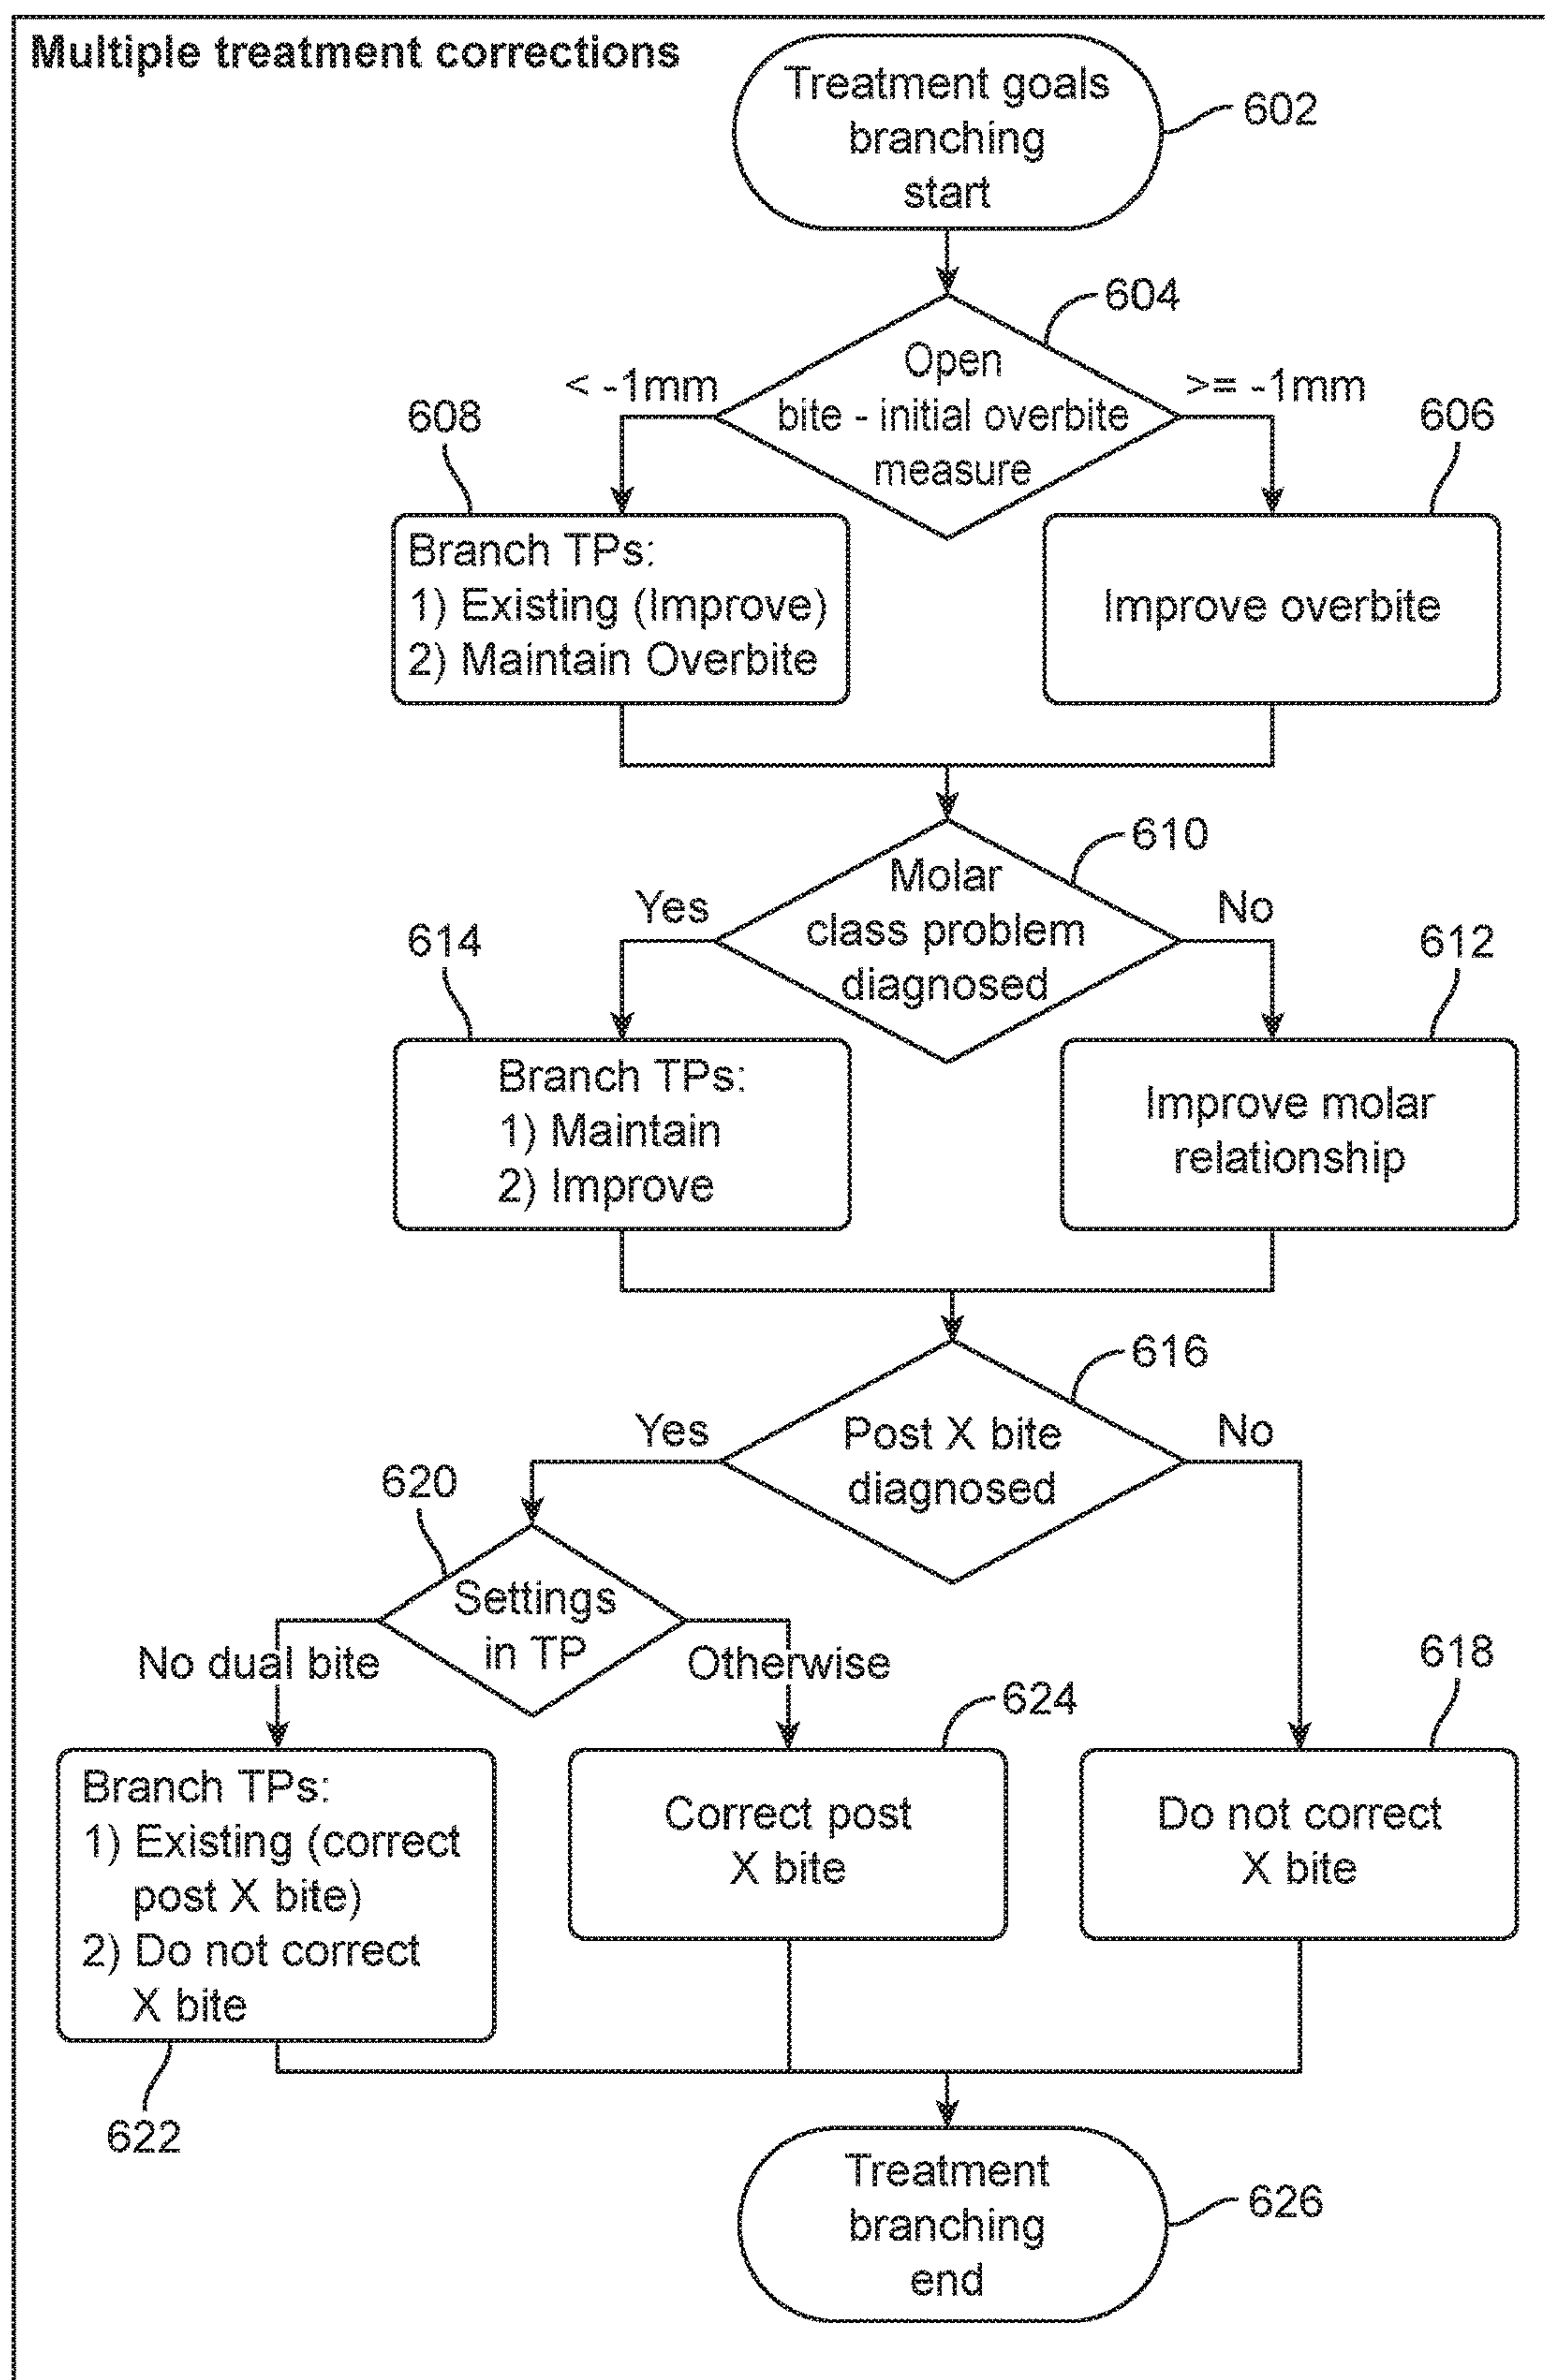 Multiple treatment corrections
Treatment goals
branching
start
602
604
Open
bite - initial overbite
measure
< -1mm
>= -1mm
608
606
Branch TPs:
1) Existing (Improve)
2) Maintain Overbite
Improve overbite
610
Molar
class problem
diagnosed
Yes
No
614
612
Branch TPs:
1) Maintain
2) Improve
Improve molar
relationship
616
Post X bite
diagnosed
Yes
No
620
Settings
in TP
No dual bite
Otherwise
618
624
Branch TPs:
1) Existing (correct
post X bite)
2) Do not correct
X bite
Correct post
X bite
Do not correct
X bite
622
Treatment
branching
end
626